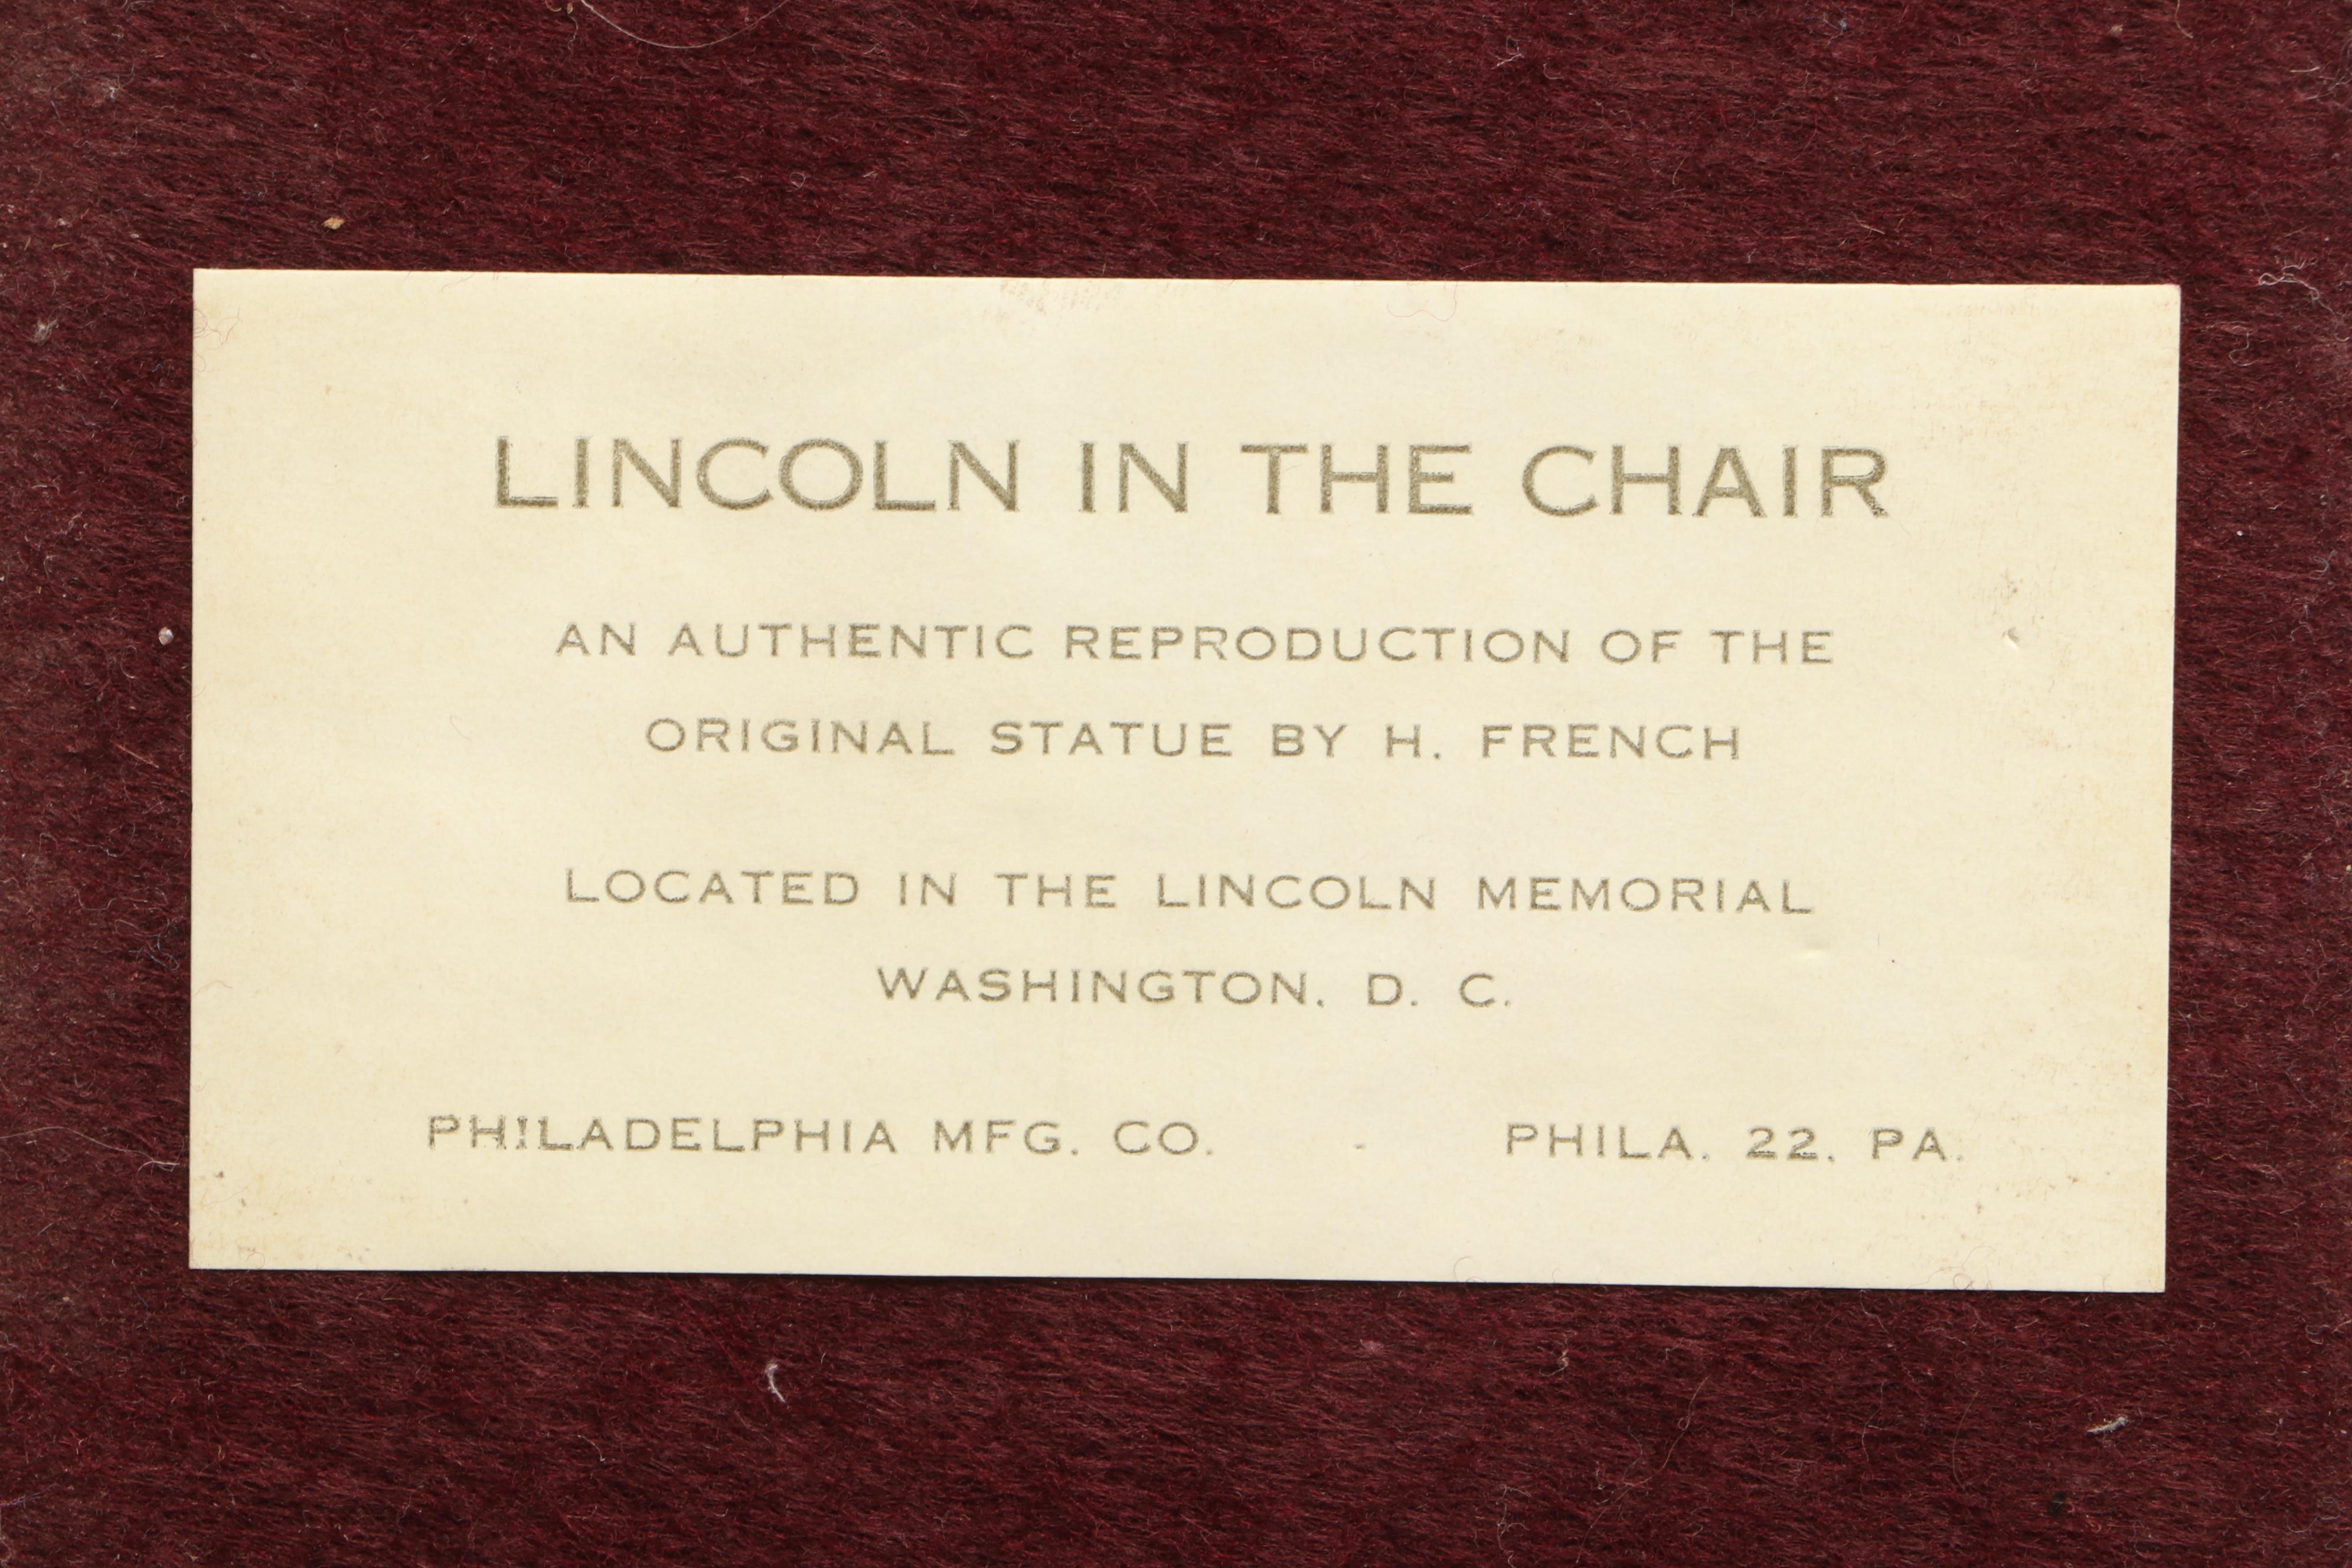 LINCOLN IN THE CHAIR
AN AUTHENTIC REPRODUCTION OF THE
ORIGINAL STATUE BY H. FRENCH
LOCATED IN THE LINCOLN MEMORIAL
WASHINGTON. D. C.
PHILADELPHIA MFG. CO. - PHILA. 22. PA.